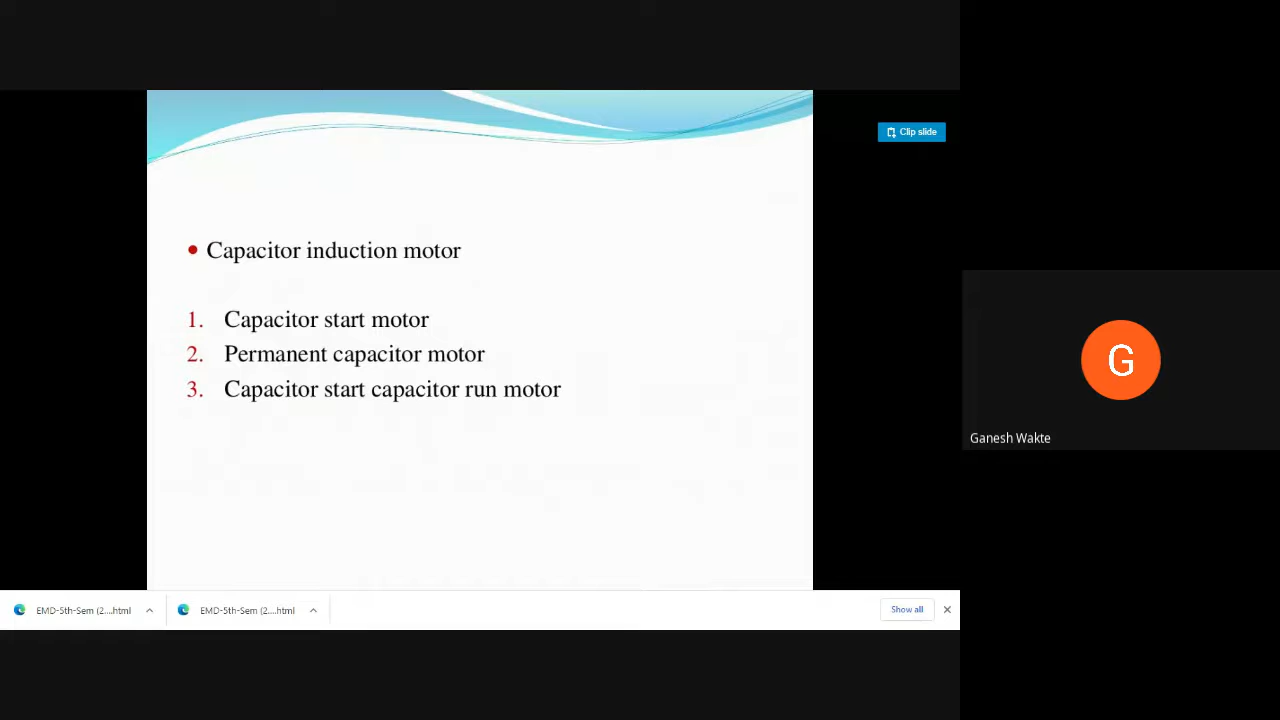 Clip slide
• Capacitor induction motor
1. Capacitor start motor
2. Permanent capacitor motor
3. Capacitor start capacitor run motor
G
Ganesh Wakte
EMD-5th-Sem (2....html
EMD-5th-Sem (2....html
Show all